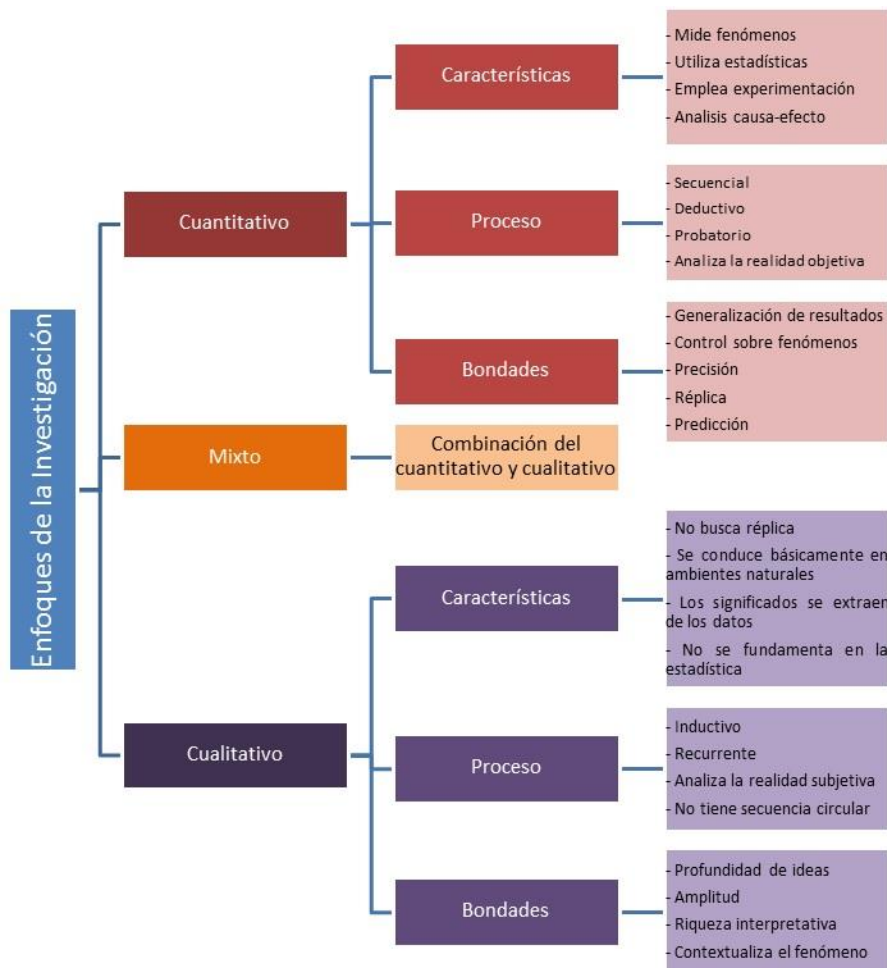 Enfoques de la Investigación
Cuantitativo
Características
- Mide fenómenos
- Utiliza estadísticas
- Emplea experimentación
- Analisis causa-efecto
Proceso
- Secuencial
- Deductivo
- Probatorio
- Analiza la realidad objetiva
Bondades
- Generalización de resultados
- Control sobre fenómenos
- Precisión
- Réplica
- Predicción
Mixto
Combinación del
cuantitativo y cualitativo
Cualitativo
Características
- No busca réplica
- Se conduce básicamente en
ambientes naturales
- Los significados se extraen
de los datos
- No se fundamenta en la
estadística
Proceso
- Inductivo
- Recurrente
- Analiza la realidad subjetiva
- No tiene secuencia circular
Bondades
- Profundidad de ideas
- Amplitud
- Riqueza interpretativa
- Contextualiza el fenómeno